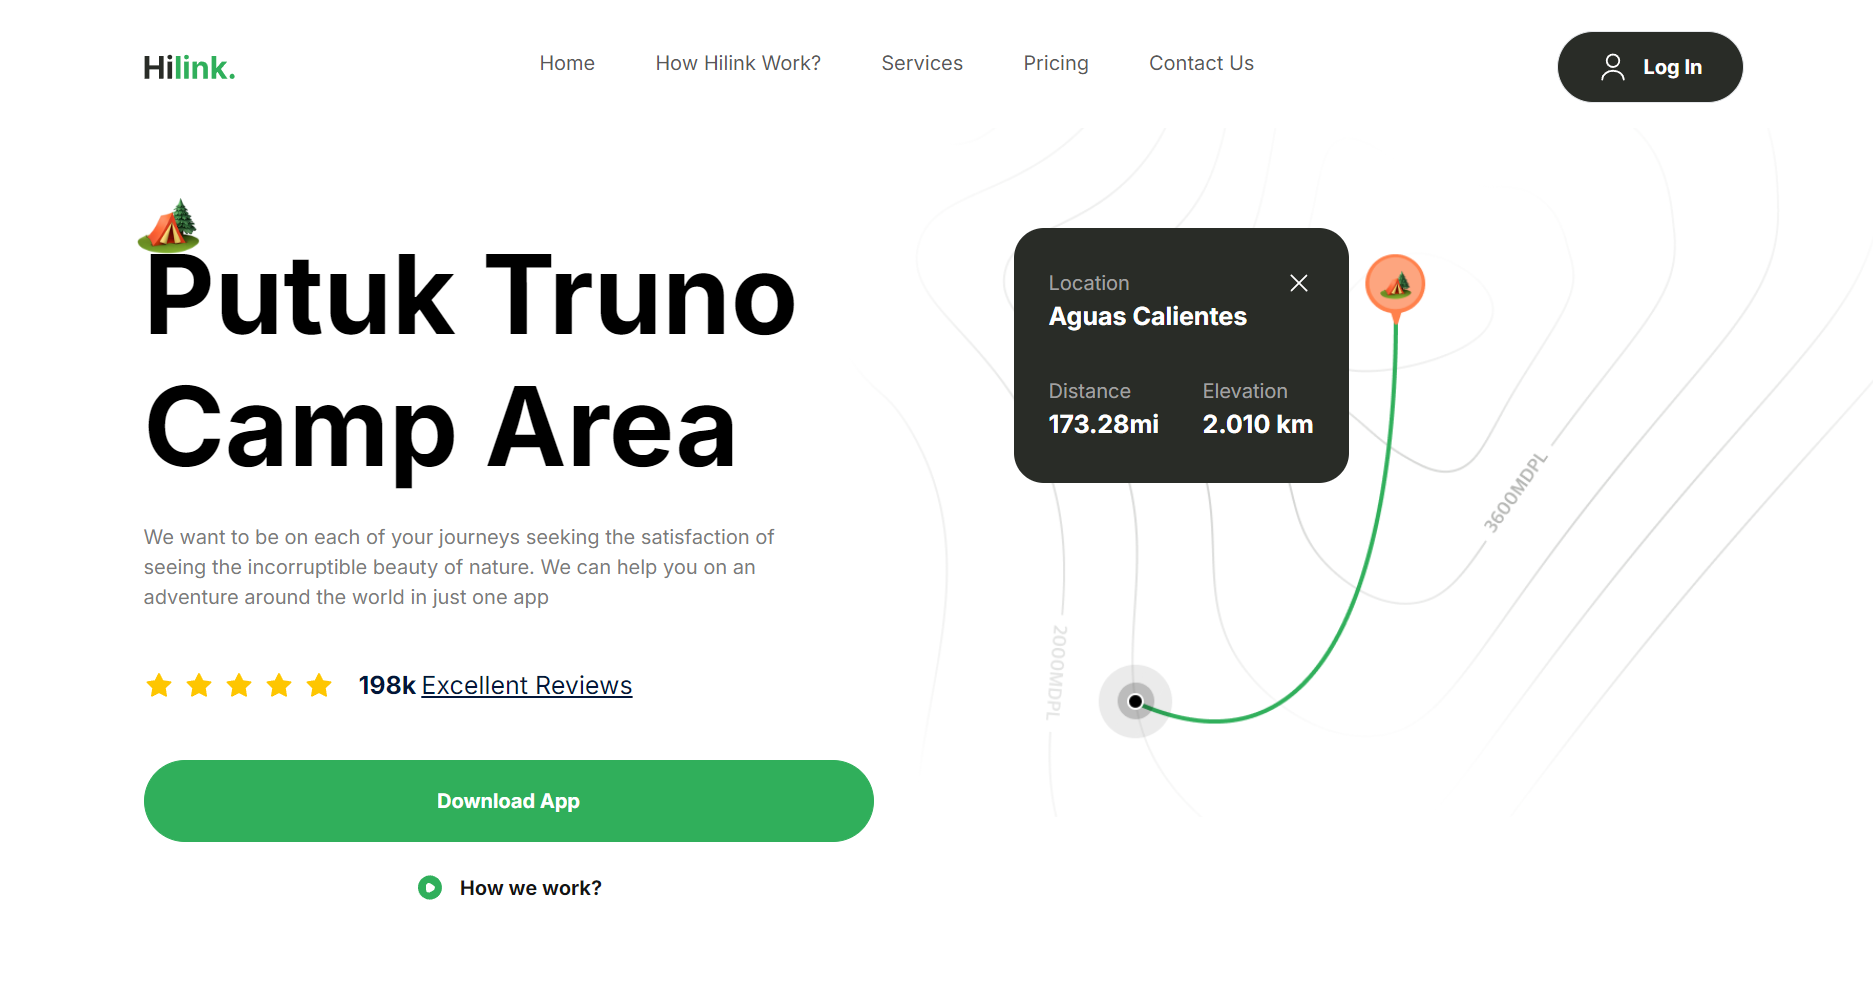 Hilink.
Home
How Hilink Work?
Services
Pricing
Contact Us
Log In
Putuk Truno
Camp Area
We want to be on each of your journeys seeking the satisfaction of
seeing the incorruptible beauty of nature. We can help you on an
adventure around the world in just one app
198k Excellent Reviews
Download App
How we work?
Location
Aguas Calientes
Distance
173.28mi
Elevation
2.010 km
3600MDPL
2000MDPL